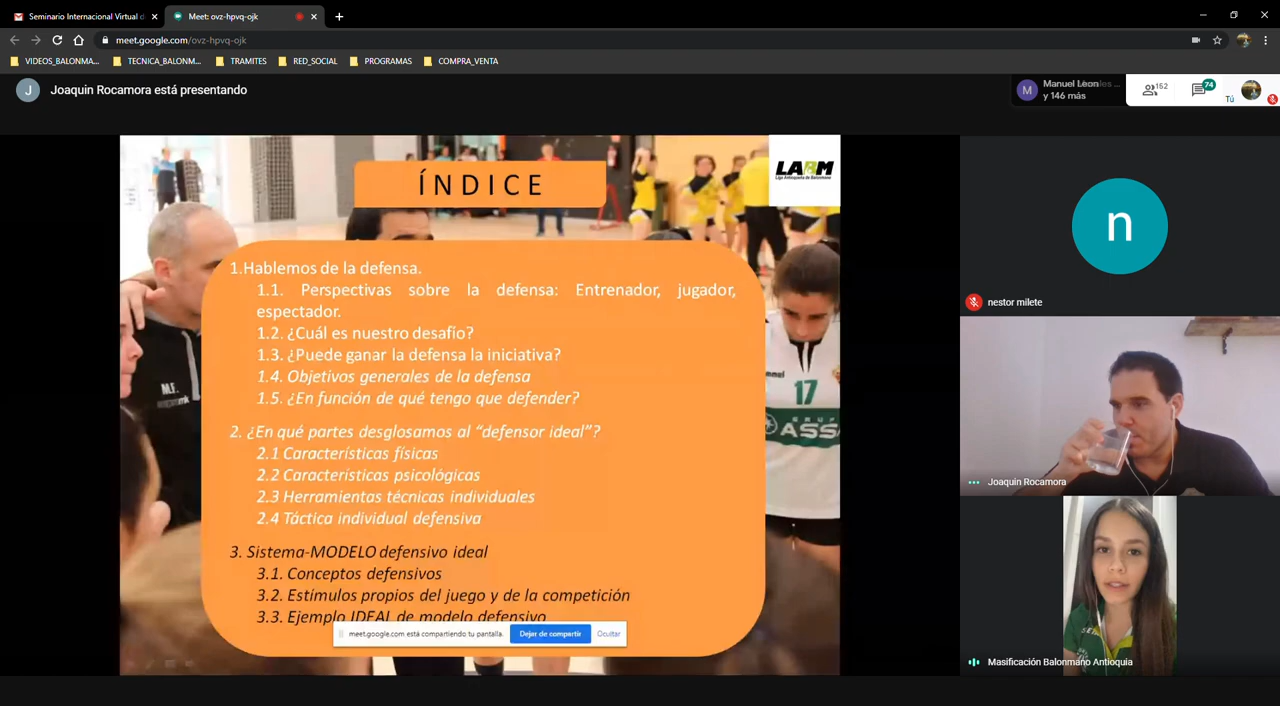 Seminario Internacional Virtual d
Meet: ovz-hpvq-ojk
meet.google.com/ovz-hpvq-ojk
VIDEOS_BALONMA...
TECNICA_BALONM...
TRAMITES
RED_SOCIAL
PROGRAMAS
COMPRA_VENTA
J
Joaquin Rocamora está presentando
M
Manuel Leon
y 146 más
152
74
Tú
ÍNDICE
LABM
Liga Antioqueña de Balonmano
1.Hablemos de la defensa.
1.1. Perspectivas sobre la defensa: Entrenador, jugador,
espectador.
1.2. ¿Cuál es nuestro desafío?
1.3. ¿Puede ganar la defensa la iniciativa?
1.4. Objetivos generales de la defensa
1.5. ¿En función de qué tengo que defender?
2. ¿En qué partes desglosamos al “defensor ideal”?
2.1 Características físicas
2.2 Características psicológicas
2.3 Herramientas técnicas individuales
2.4 Táctica individual defensiva
3. Sistema-MODELO defensivo ideal
3.1. Conceptos defensivos
3.2. Estímulos propios del juego y de la competición
3.3. Ejemplo IDEAL de modelo defensivo
meet.google.com está compartiendo tu pantalla.
Dejar de compartir
Ocultar
M.F.
17
ASS
n
nestor milete
Joaquin Rocamora
Masificación Balonmano Antioquia